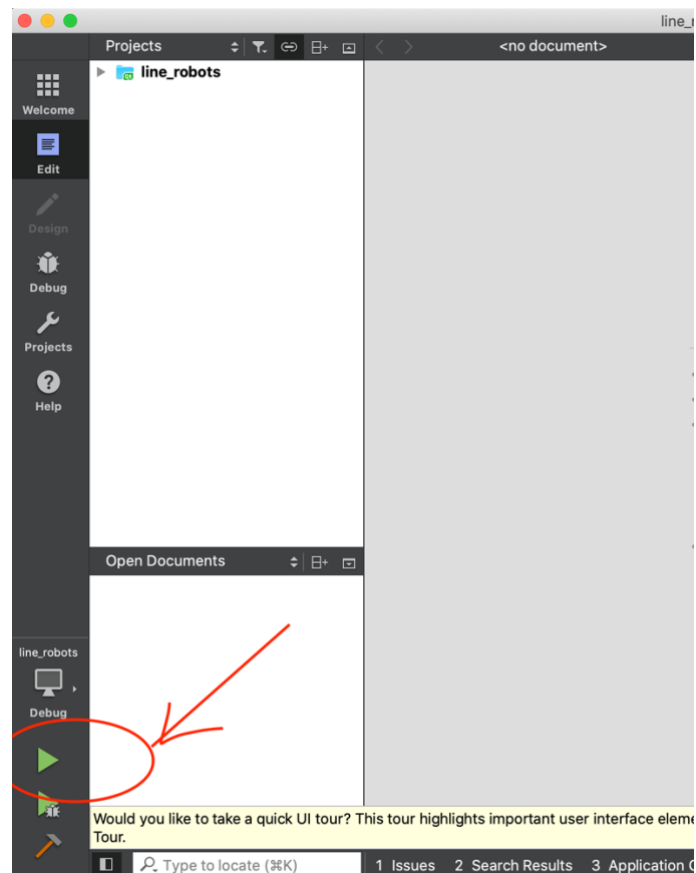 line_r
Projects
<no document>
line_robots
Welcome
Edit
Design
Debug
Projects
Help
Open Documents
line_robots
Debug
Would you like to take a quick UI tour? This tour highlights important user interface eleme
Tour.
Type to locate (⌘K)
1 Issues 2 Search Results 3 Application O